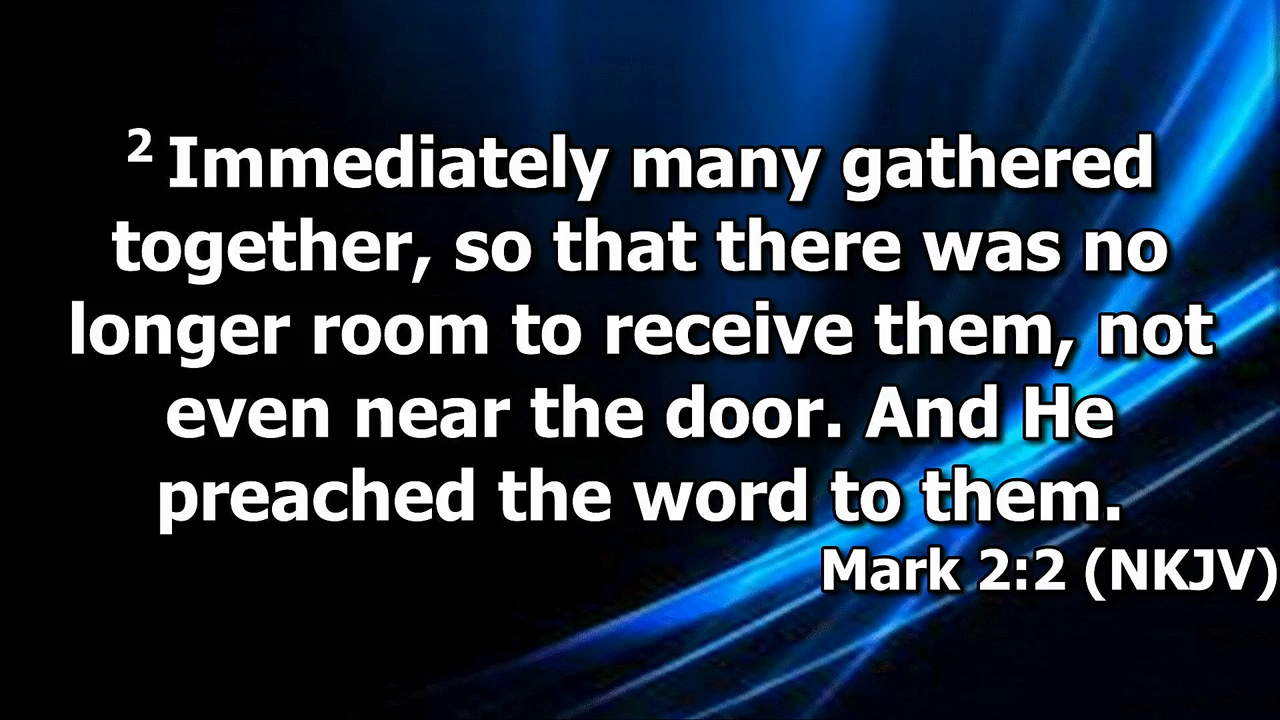 2 Immediately many gathered
together, so that there was no
longer room to receive them, not
even near the door. And He
preached the word to them.
Mark 2:2 (NKJV)